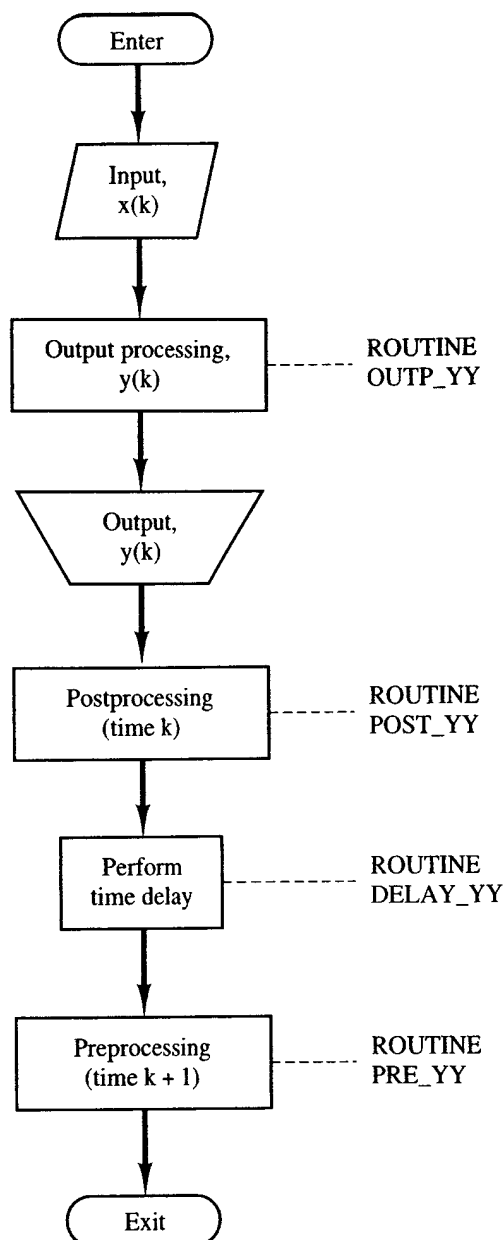 Enter
Input,
x(k)
Output processing,
y(k)
ROUTINE
OUTP_YY
Output,
y(k)
Postprocessing
(time k)
ROUTINE
POST_YY
Perform
time delay
ROUTINE
DELAY_YY
Preprocessing
(time k + 1)
ROUTINE
PRE_YY
Exit